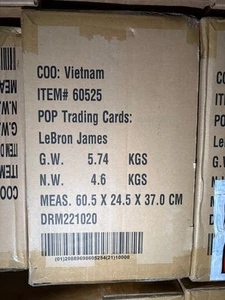 COO: Vietnam
ITEM# 60525
POP Trading Cards:
LeBron James
G.W. 5.74 KGS
N.W. 4.6 KGS
MEAS. 60.5 X 24.5 X 37.0 CM
DRM221020